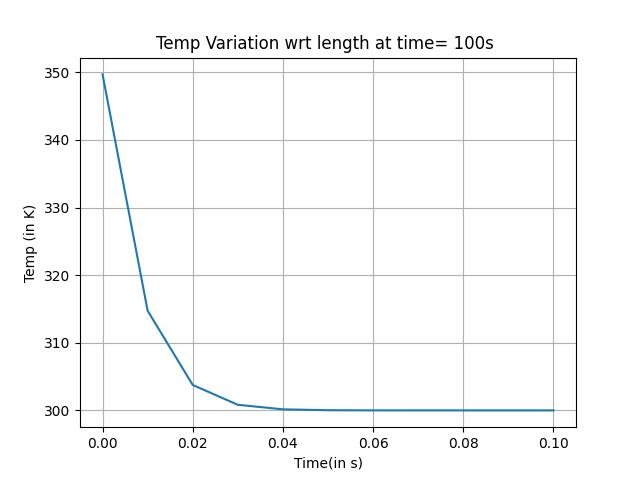 Temp Variation wrt length at time= 100s
350
340
330
320
310
300
Temp (in K)
0.00 0.02 0.04 0.06 0.08 0.10
Time(in s)